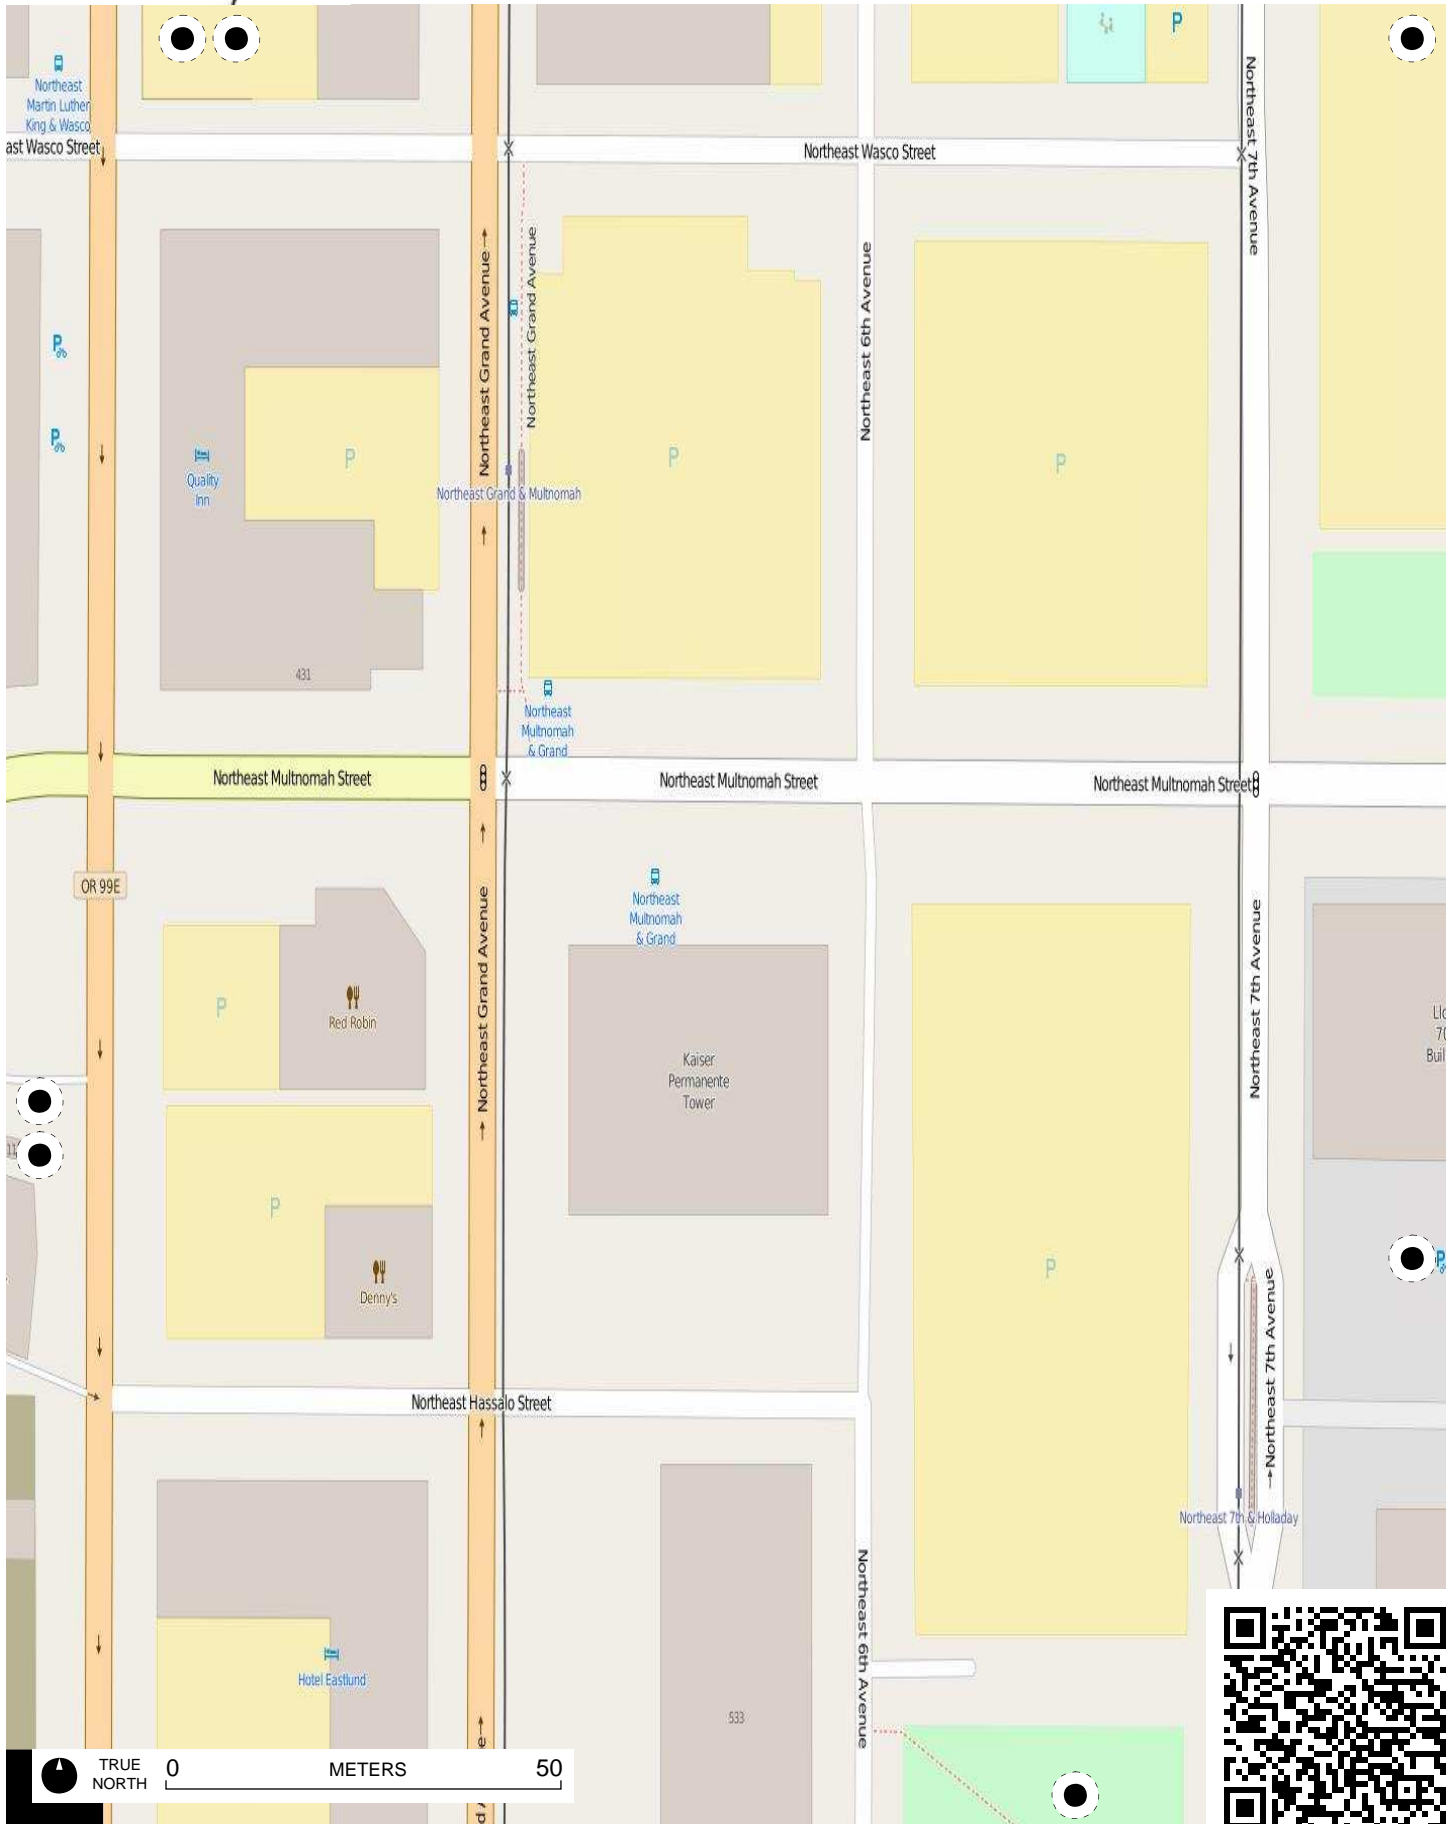 P
Northeast
Martin Luther
King & Wasco
ast Wasco Street
Northeast Wasco Street
Northeast 7th Avenue
Northeast Grand Avenue
Northeast Grand Avenue
Northeast 6th Avenue
P
P
Quality
Inn
P
P
P
Northeast Grand & Multnomah
431
Northeast
Multnomah
& Grand
Northeast Multnomah Street
Northeast Multnomah Street
Northeast Multnomah Street
OR 99E
Northeast
Multnomah
& Grand
Northeast Grand Avenue
Northeast 7th Avenue
P
Red Robin
Kaiser
Permanente
Tower
70
Buil
P
Denny's
P
P
Northeast 7th Avenue
Northeast Hassalo Street
Northeast 7th & Holladay
Northeast 6th Avenue
Hotel Eastlund
533
TRUE
NORTH
0 METERS 50